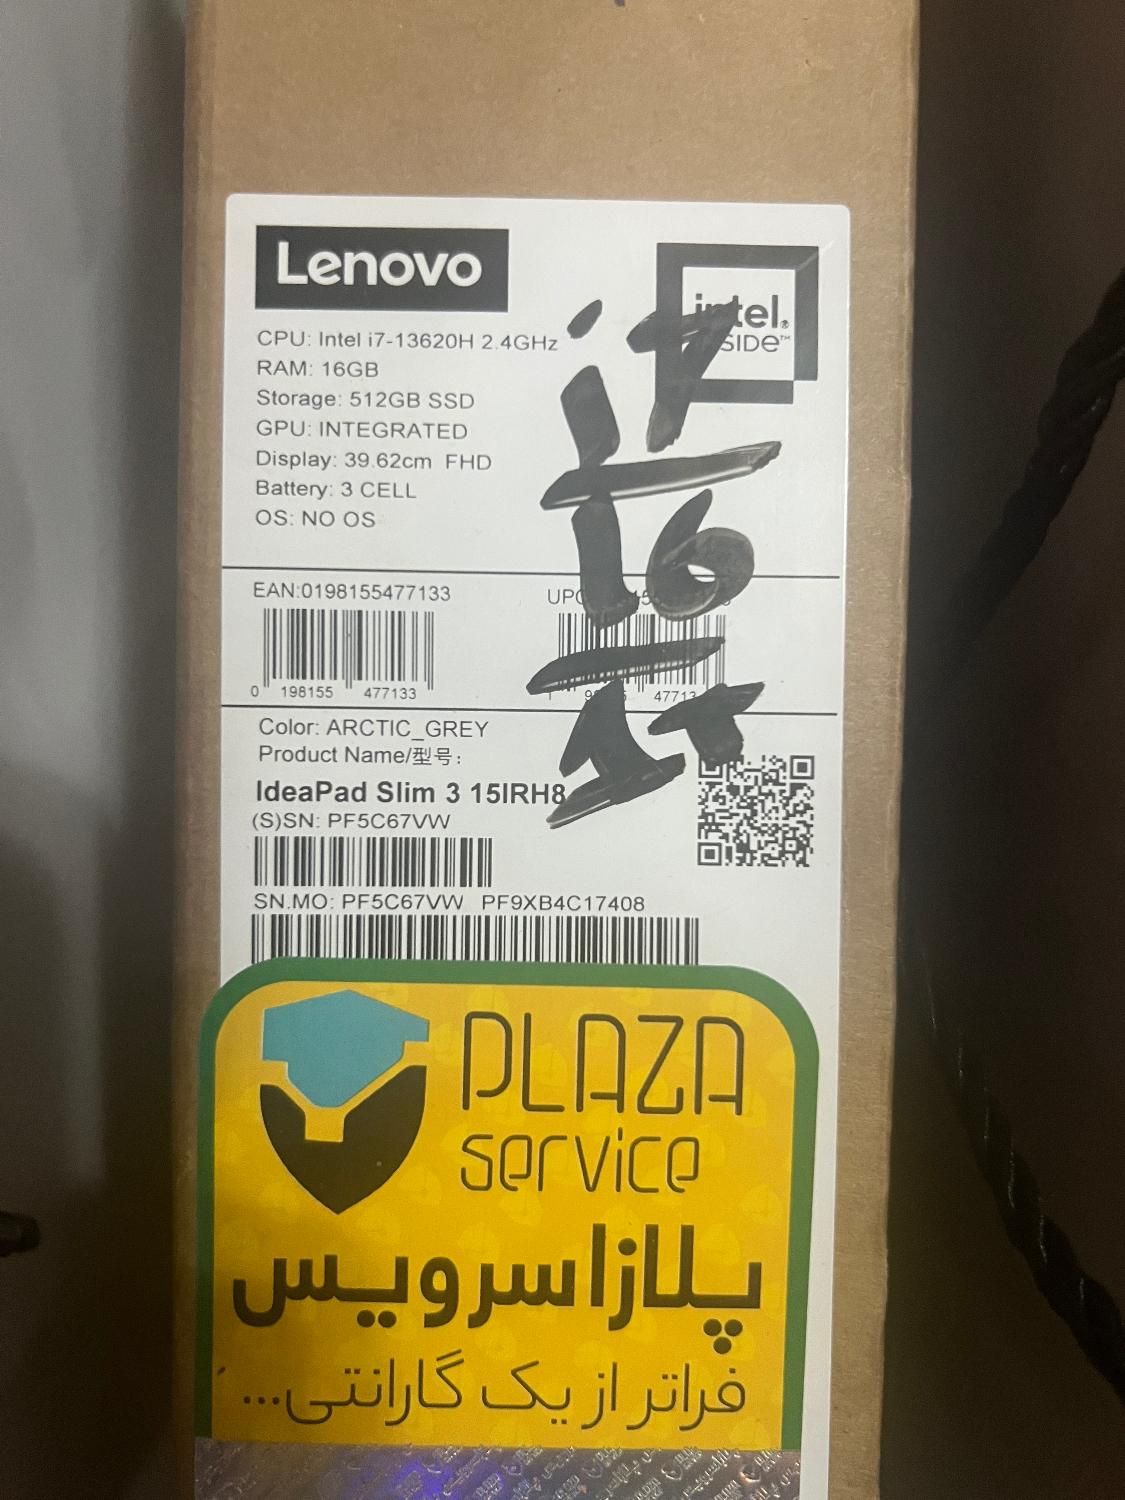 Lenovo
intel.
CPU: Intel i7-13620H 2.4GHz
RAM: 16GB
Storage: 512GB SSD
GPU: INTEGRATED
Display: 39.62cm FHD
Battery: 3 CELL
OS: NO OS
i7
16
1T
EAN:0198155477133
0 198155 477133
Color: ARCTIC_GREY
Product Name/型号:
IdeaPad Slim 3 15IRH8
(S)SN: PF5C67VW
SN.MO: PF5C67VW PF9XB4C17408
PLAZA
service
پلازاسرویس
فراتر از یک گارانتی...